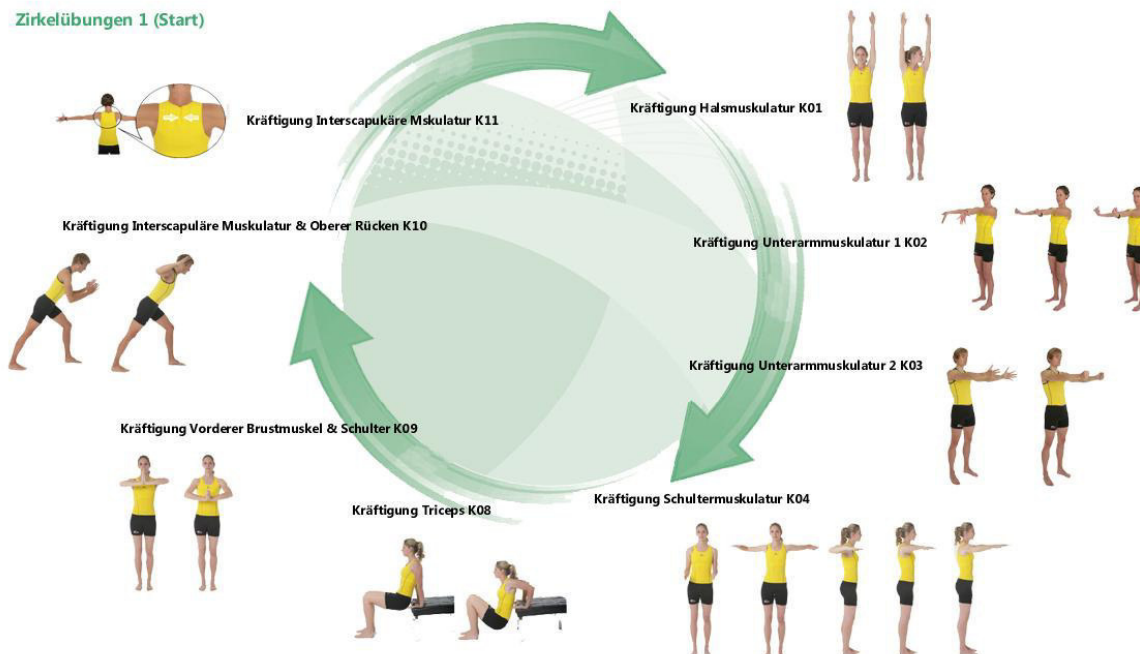 Zirkelübungen 1 (Start)
Kräftigung Halsmuskulatur K01
Kräftigung Interscapukäre Mskulatur K11
Kräftigung Interscapuläre Muskulatur & Oberer Rücken K10
Kräftigung Unterarmmuskulatur 1 K02
Kräftigung Unterarmmuskulatur 2 K03
Kräftigung Vorderer Brustmuskel & Schulter K09
Kräftigung Schultermuskulatur K04
Kräftigung Triceps K08